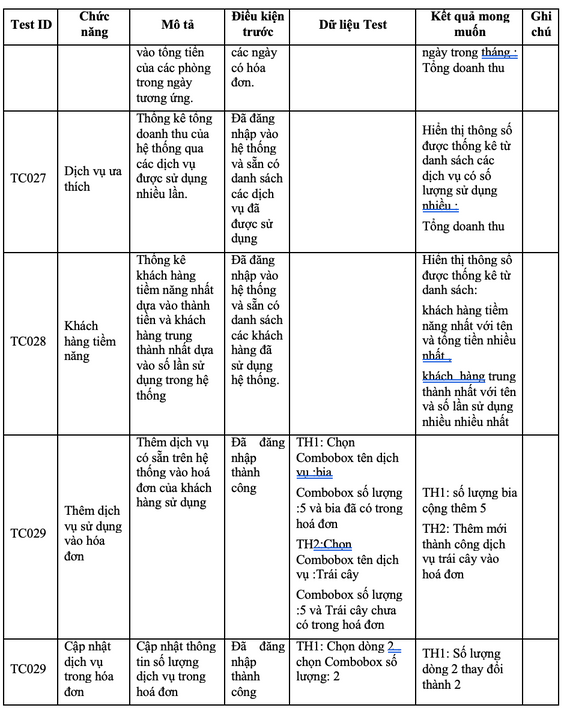 Test ID
Chức năng
Mô tả
Điều kiện trước
Dữ liệu Test
Kết quả mong muốn
Ghi chú
vào tổng tiền
của các phòng
trong ngày
tương ứng.
các ngày
có hóa
đơn.
ngày trong tháng :
Tổng doanh thu
TC027
Dịch vụ ưa
thích
Thống kê tổng
doanh thu của
hệ thống qua
các dịch vụ
được sử dụng
nhiều lần.
Đã đăng
nhập vào
hệ thống
và sẵn có
danh sách
các dịch
vụ đã
được sử
dụng
Hiển thị thông số
được thống kê từ
danh sách các
dịch vụ có số
lượng sử dụng
nhiều :
Tổng doanh thu
TC028
Khách
hàng tiềm
năng
Thống kê
khách hàng
tiềm năng nhất
dựa vào thành
tiền và khách
hàng trung
thành nhất dựa
vào số lần sử
dụng trong hệ
thống
Đã đăng
nhập vào
hệ thống
và sẵn có
danh sách
các khách
hàng đã
sử dụng
hệ thống.
Hiển thị thông số
được thống kê từ
danh sách:
khách hàng tiềm
năng nhất với tên
và tổng tiền nhiều
nhất ,
khách hàng trung
thành nhất với tên
và số lần sử dụng
nhiều nhiều nhất
TC029
Thêm dịch
vụ sử dụng
vào hóa
đơn
Thêm dịch vụ
có sẵn trên hệ
thống vào hoá
đơn của khách
hàng sử dụng
Đã đăng
nhập
thành
công
TH1: Chọn
Combobox tên dịch
vụ :bia
Combobox số lượng
:5 và bia đã có trong
hoá đơn
TH2:Chọn
Combobox tên dịch
vụ :Trái cây
Combobox số lượng
:5 và Trái cây chưa
có trong hoá đơn
TH1: số lượng bia
cộng thêm 5
TH2: Thêm mới
thành công dịch
vụ trái cây vào
hoá đơn
TC029
Cập nhật
dịch vụ
trong hóa
đơn
Cập nhật thông
tin số lượng
dịch vụ trong
hoá đơn
Đã đăng
nhập
thành
công
TH1: Chọn dòng 2
chọn Combobox số
lượng: 2
TH1: Số lượng
dòng 2 thay đổi
thành 2